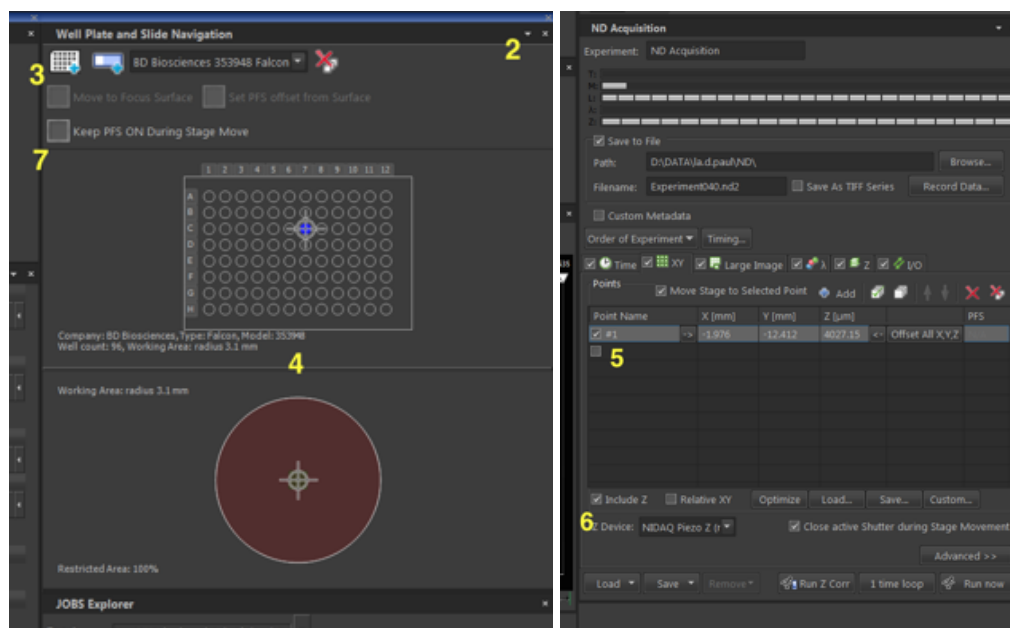 Well Plate and Slide Navigation
2
3
BD Biosciences 353948 Falcon
Move to Focus Surface Set PFS offset from Surface
Keep PFS ON During Stage Move
7
1 2 3 4 5 6 7 8 9 10 11 12
A
B
C
D
E
F
G
H
Company: BD Biosciences, Type: Falcon, Model: 353948
Well count: 96, Working Area: radius 3.1 mm
4
Working Area: radius 3.1 mm
Restricted Area: 100%
JOBS Explorer
ND Acquisition
Experiment: ND Acquisition
T:
M:
L:
λ:
Z:
Save to File
Path: D:\DATA\la.d.paul\ND\ Browse...
Filename: Experiment040.nd2 Save As TIFF Series Record Data...
Custom Metadata
Order of Experiment Timing...
Time XY Large Image λ Z I/O
Points Move Stage to Selected Point Add
Point Name X [mm] Y [mm] Z [µm] PFS
#1 -> -1.976 -12.412 4027.15 <- Offset All X,Y,Z
5
Include Z Relative XY Optimize Load... Save... Custom...
6
Z Device: NIDAQ Piezo Z Close active Shutter during Stage Movement
Advanced >>
Load Save Remove Run Z Corr 1 time loop Run now